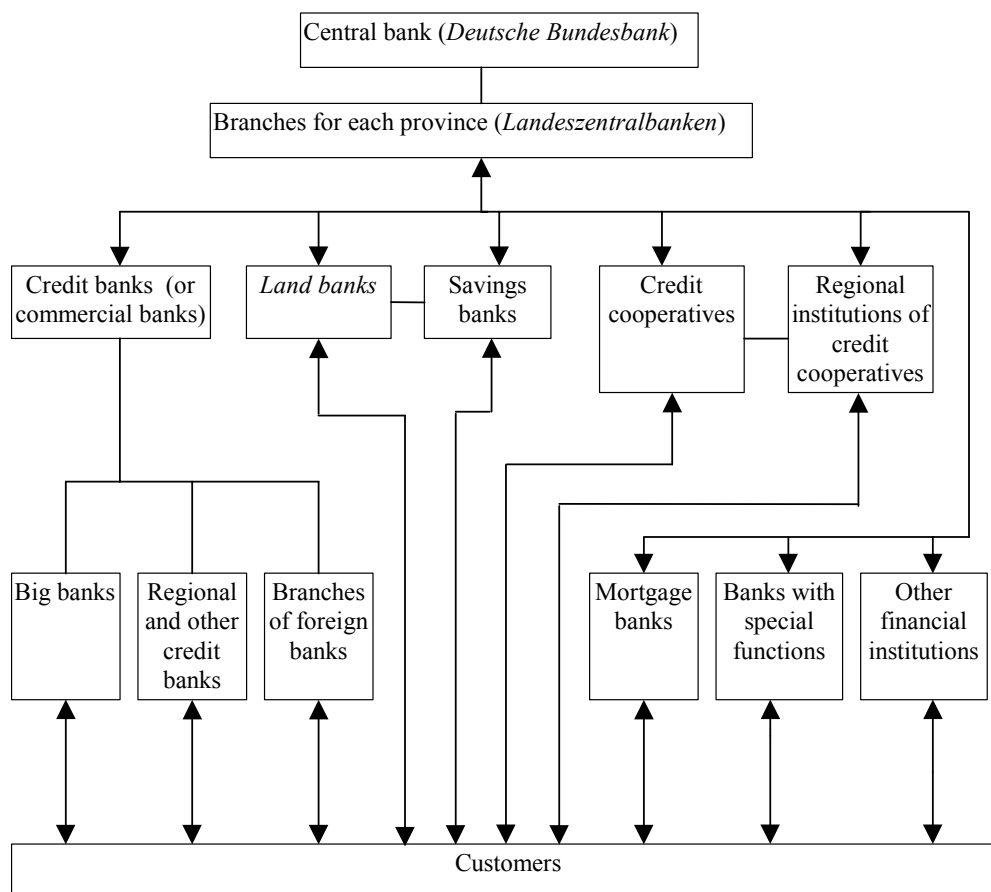 Central bank (Deutsche Bundesbank)
Branches for each province (Landeszentralbanken)
Credit banks (or
commercial banks)
Land banks
Savings
banks
Credit
cooperatives
Regional
institutions of
credit
cooperatives
Big banks
Regional
and other
credit
banks
Branches
of foreign
banks
Mortgage
banks
Banks with
special
functions
Other
financial
institutions
Customers